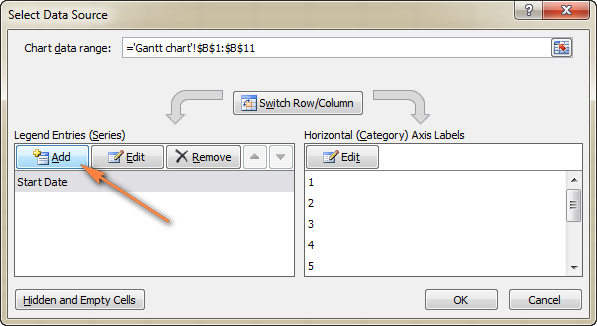 Select Data Source
Chart data range: ='Gantt chart'!$B$1:$B$11
Switch Row/Column
Legend Entries (Series)
Add Edit Remove
Start Date
Horizontal (Category) Axis Labels
Edit
1
2
3
4
5
Hidden and Empty Cells
OK Cancel